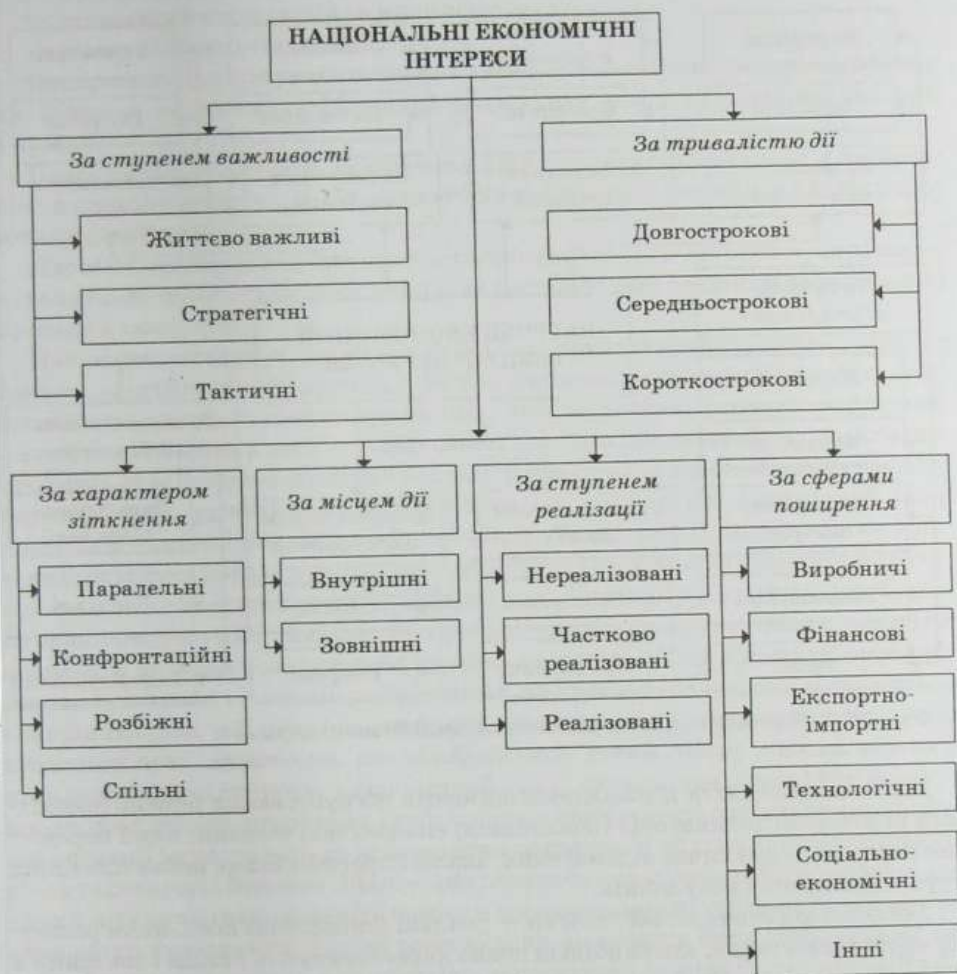 НАЦІОНАЛЬНІ ЕКОНОМІЧНІ
ІНТЕРЕСИ
За ступенем важливості
Життєво важливі
Стратегічні
Тактичні
За тривалістю дії
Довгострокові
Середньострокові
Короткострокові
За характером
зіткнення
Паралельні
Конфронтаційні
Розбіжні
Спільні
За місцем дії
Внутрішні
Зовнішні
За ступенем
реалізації
Нереалізовані
Частково
реалізовані
Реалізовані
За сферами
поширення
Виробничі
Фінансові
Експортно-
імпортні
Технологічні
Соціально-
економічні
Інші